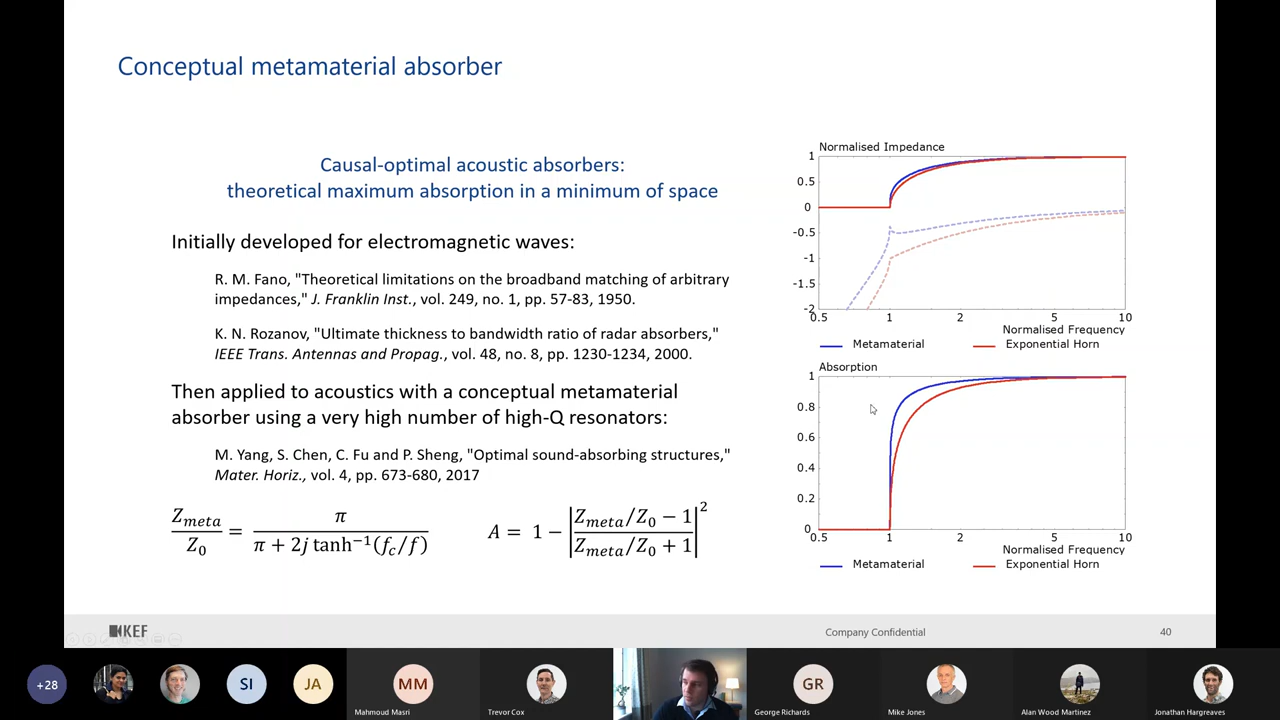 Conceptual metamaterial absorber
Causal-optimal acoustic absorbers:
theoretical maximum absorption in a minimum of space
Initially developed for electromagnetic waves:
R. M. Fano, "Theoretical limitations on the broadband matching of arbitrary
impedances," J. Franklin Inst., vol. 249, no. 1, pp. 57-83, 1950.
K. N. Rozanov, "Ultimate thickness to bandwidth ratio of radar absorbers,"
IEEE Trans. Antennas and Propag., vol. 48, no. 8, pp. 1230-1234, 2000.
Then applied to acoustics with a conceptual metamaterial
absorber using a very high number of high-Q resonators:
M. Yang, S. Chen, C. Fu and P. Sheng, "Optimal sound-absorbing structures,"
Mater. Horiz., vol. 4, pp. 673-680, 2017
Z_meta/Z_0 = π/(π + 2j tanh⁻¹(f_c/f))
A = 1 − |(Z_meta/Z_0 − 1)/(Z_meta/Z_0 + 1)|²
Normalised Impedance
1
0.5
0
-0.5
-1
-1.5
-2
0.5 1 2 5 10
Normalised Frequency
Metamaterial Exponential Horn
Absorption
1
0.8
0.6
0.4
0.2
0
0.5 1 2 5 10
Normalised Frequency
Metamaterial Exponential Horn
KEF
Company Confidential
40
+28
SI
JA
MM
Mahmoud Masri
Trevor Cox
GR
George Richards
Mike Jones
Alan Wood Martinez
Jonathan Hargreaves